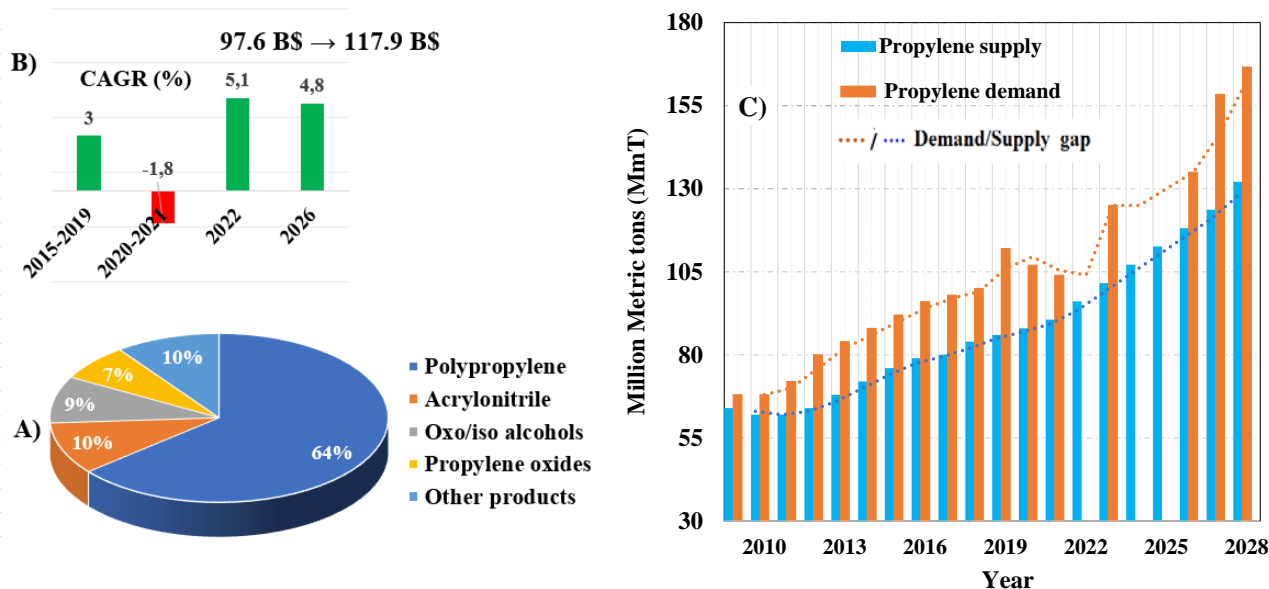 B)
97.6 B$ → 117.9 B$
CAGR (%)
3
-1,8
5,1
4,8
2015-2019
2020-2021
2022
2026
A)
64%
10%
9%
7%
10%
Polypropylene
Acrylonitrile
Oxo/iso alcohols
Propylene oxides
Other products
C)
Propylene supply
Propylene demand
/ Demand/Supply gap
Million Metric tons (MmT)
180
155
130
105
80
55
30
2010
2013
2016
2019
2022
2025
2028
Year